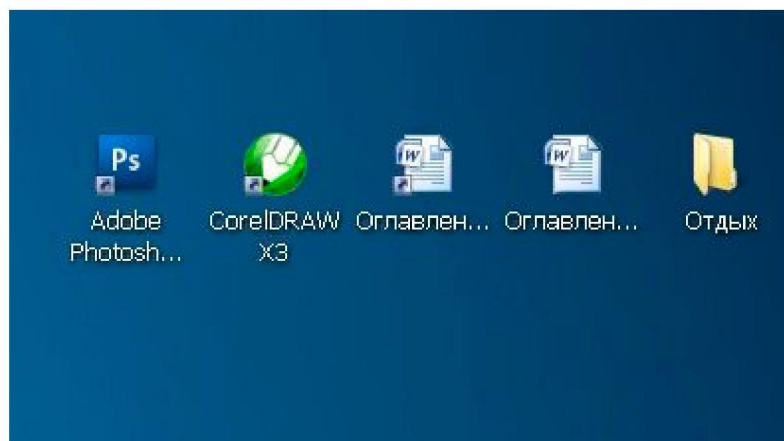 Ps
W
W
Adobe
Photosh...
CorelDRAW
X3
Оглавлен...
Оглавлен...
Отдых